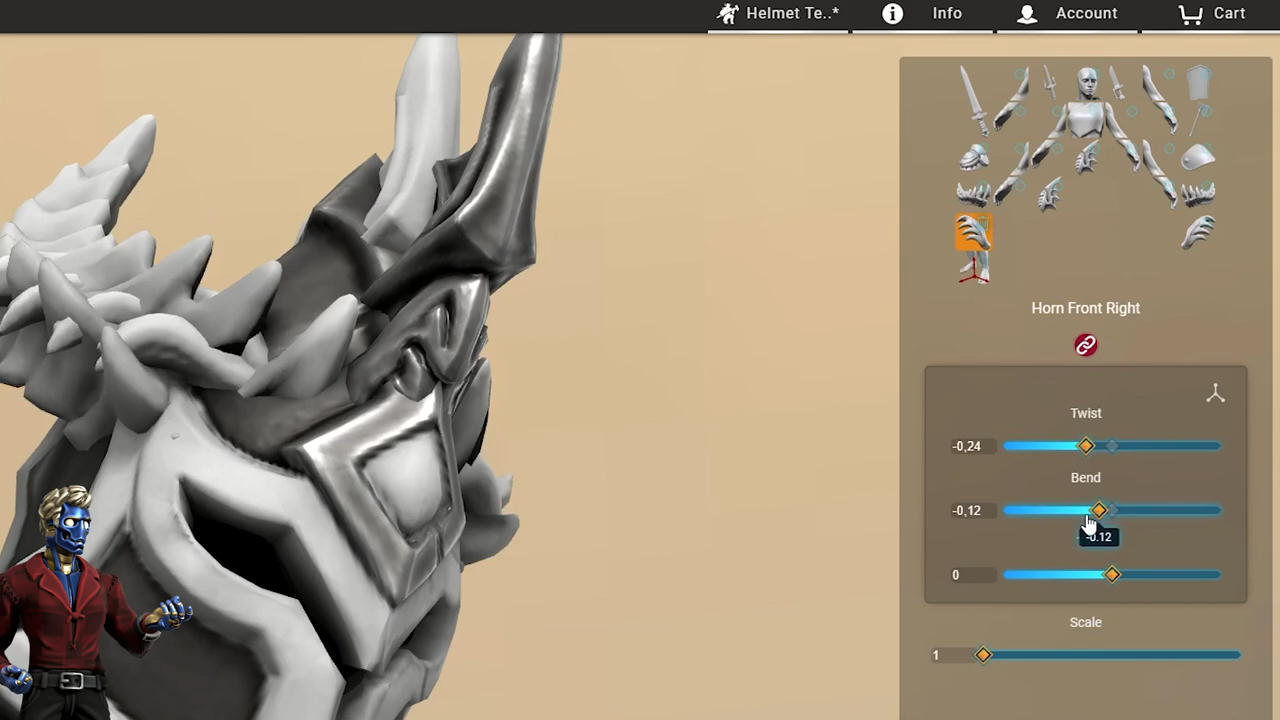 Helmet Te..*
Info
Account
Cart
Horn Front Right
Twist
-0,24
Bend
-0,12
-0.12
0
Scale
1